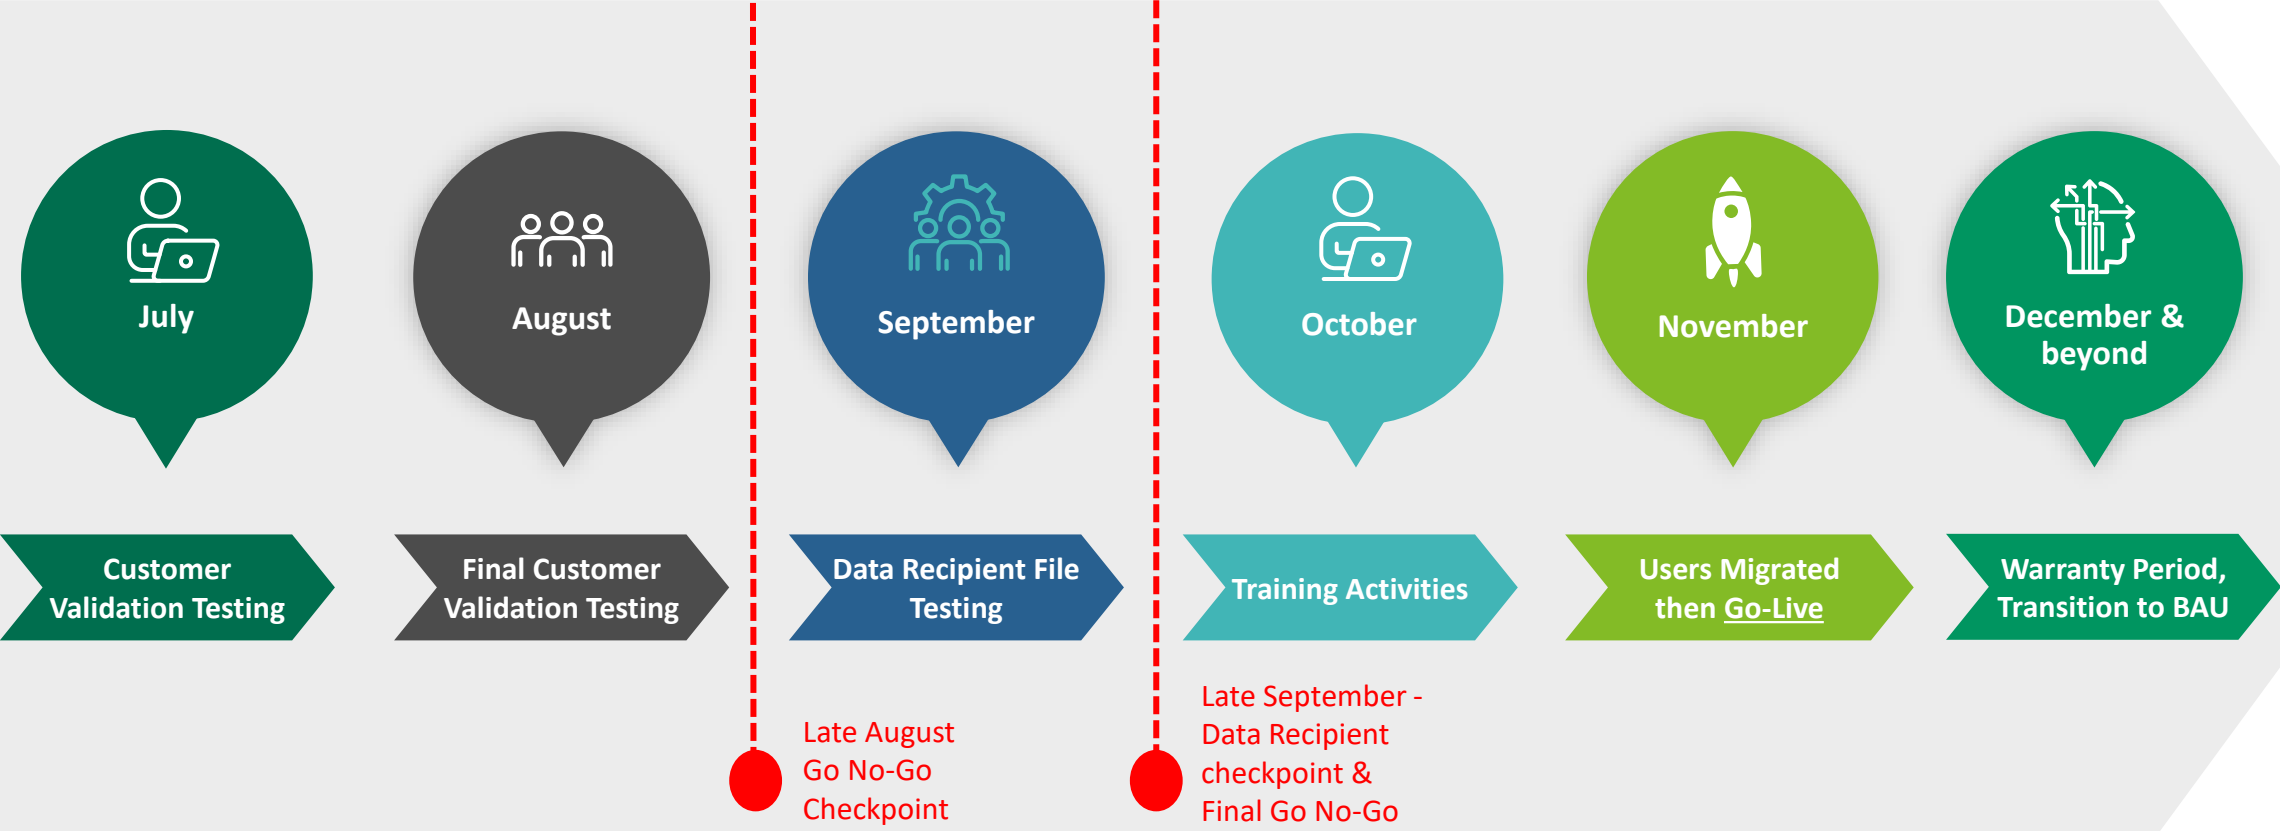 July
August
September
October
November
December &
beyond
Customer
Validation Testing
Final Customer
Validation Testing
Data Recipient File
Testing
Training Activities
Users Migrated
then Go-Live
Warranty Period,
Transition to BAU
Late August
Go No-Go
Checkpoint
Late September -
Data Recipient
checkpoint &
Final Go No-Go